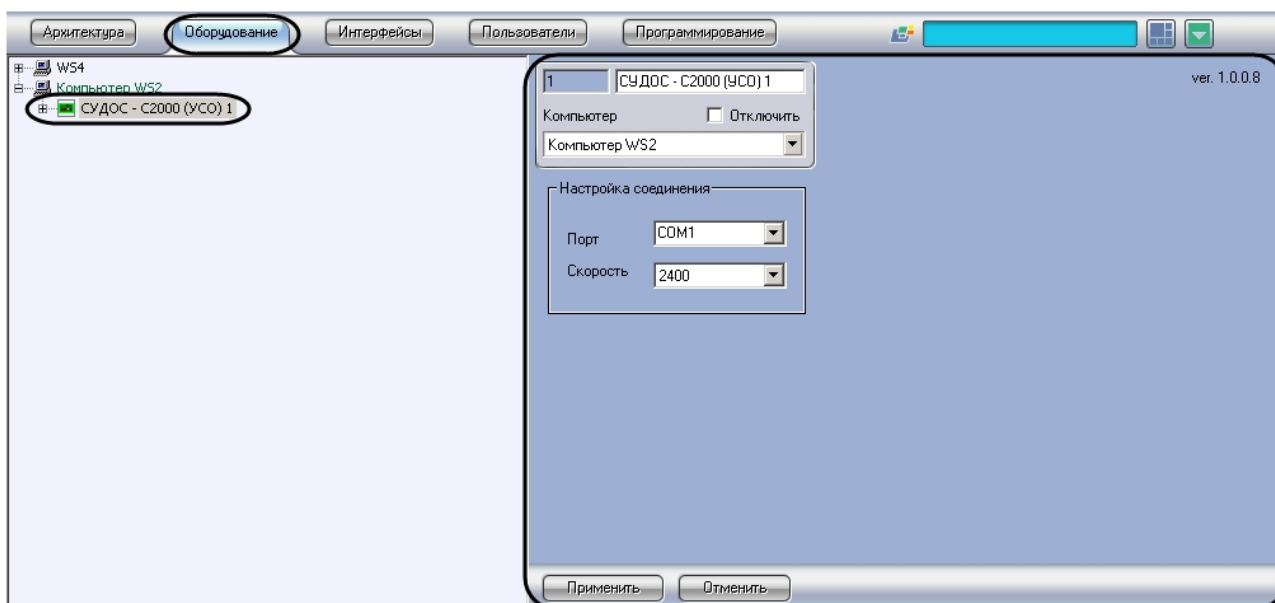 Архитектура Оборудование Интерфейсы Пользователи Программирование
WS4
Компьютер WS2
СУДОС - С2000 (УСО) 1
1 СУДОС - С2000 (УСО) 1
ver. 1.0.0.8
Компьютер Отключить
Компьютер WS2
Настройка соединения
Порт COM1
Скорость 2400
Применить Отменить